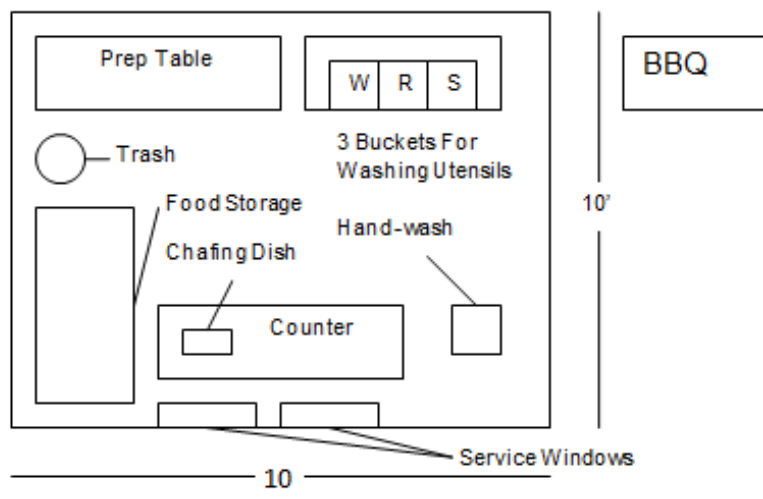 Prep Table
W R S
BBQ
Trash
3 Buckets For
Washing Utensils
Food Storage
10'
Hand-wash
Chafing Dish
Counter
Service Windows
10